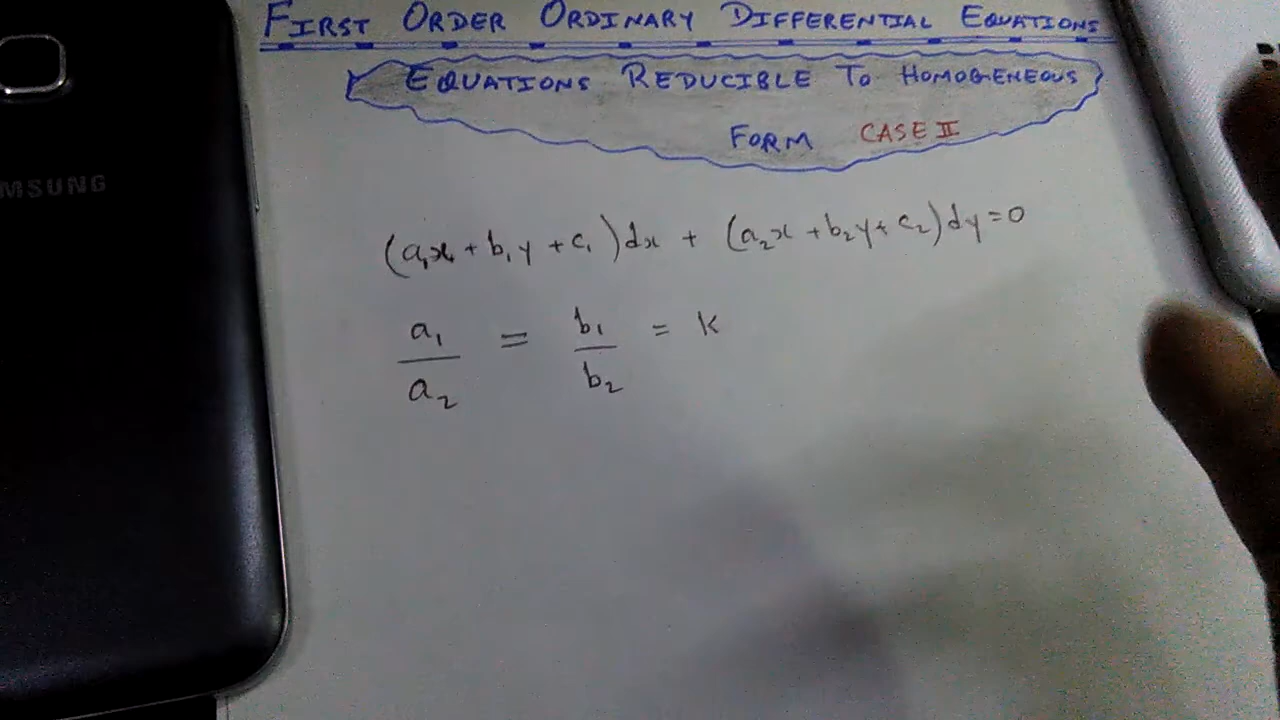 FIRST ORDER ORDINARY DIFFERENTIAL EQUATIONS
EQUATIONS REDUCIBLE TO HOMOGENEOUS
FORM CASE II
MSUNG
(a₁x + b₁y + c₁)dx + (a₂x + b₂y + c₂)dy = 0
a₁/a₂ = b₁/b₂ = k